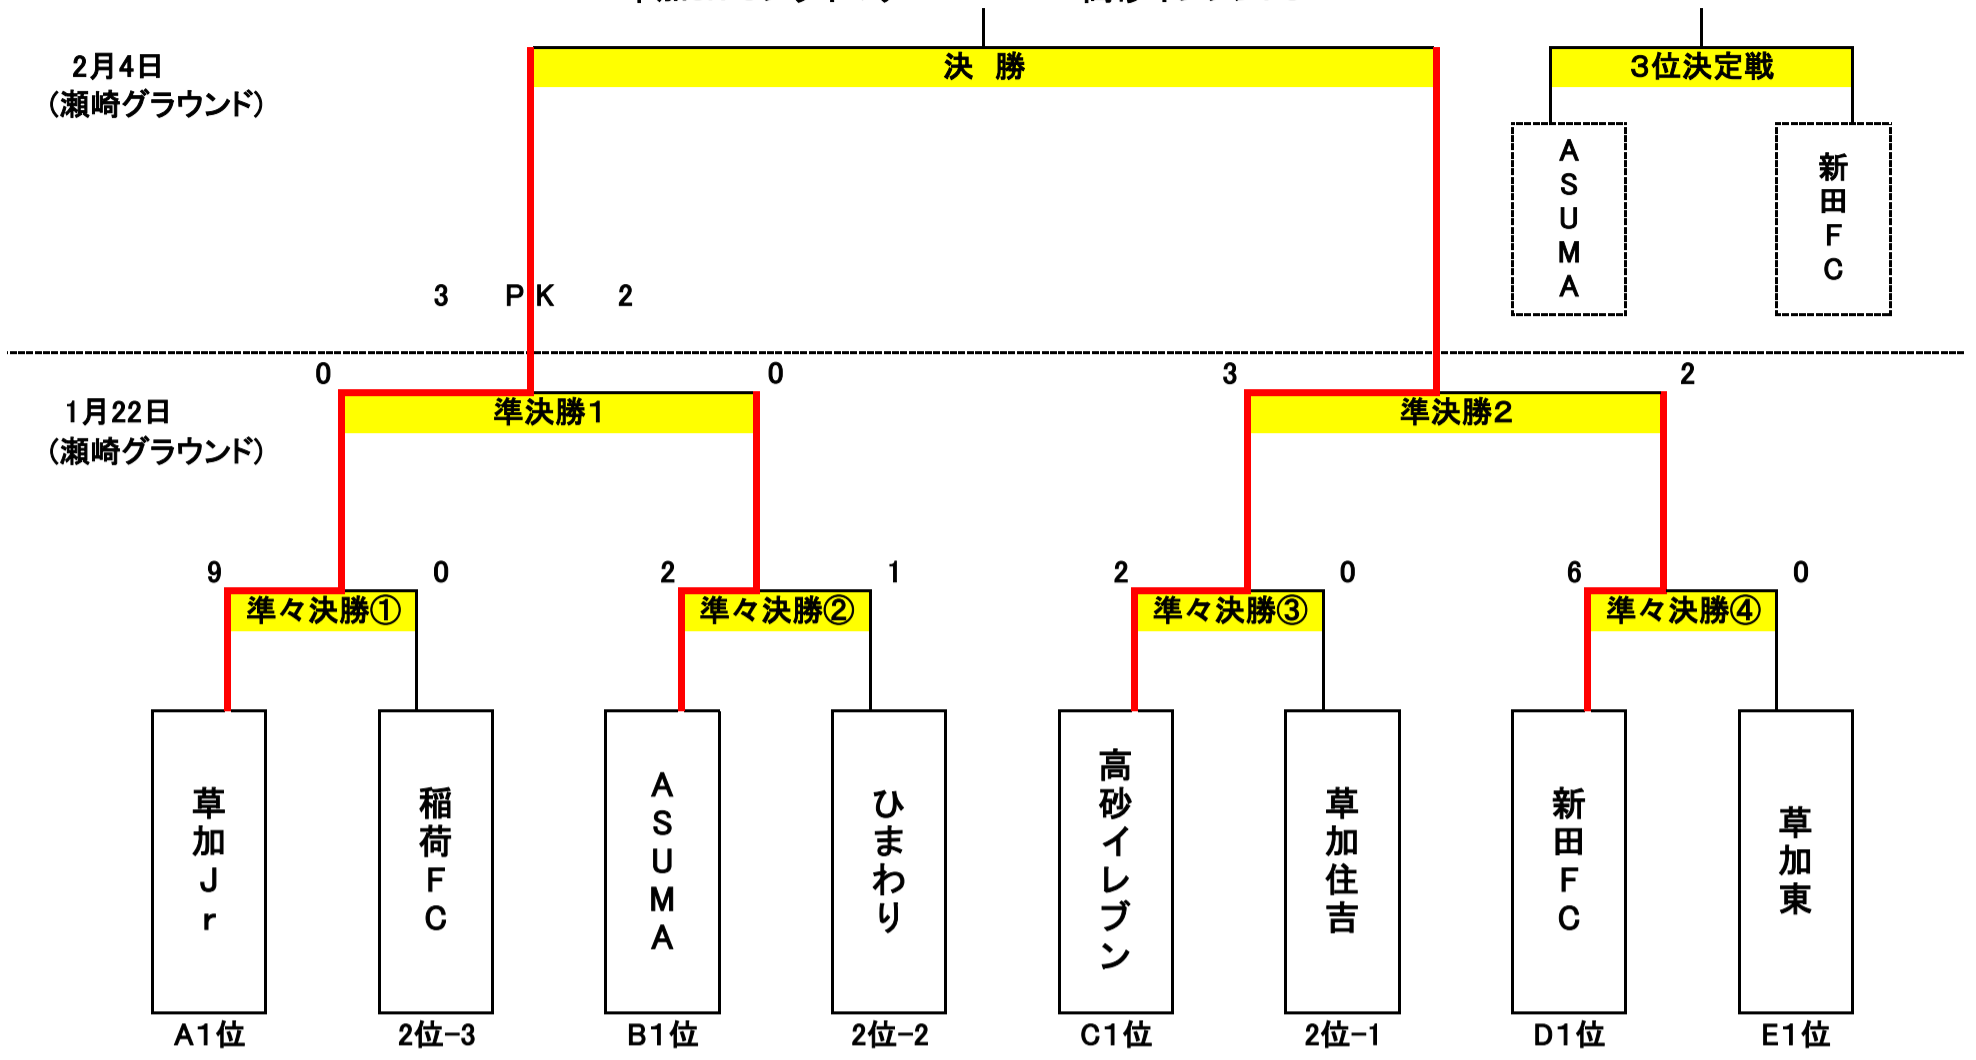 2月4日
(瀬崎グラウンド)
決 勝
3位決定戦
ASUMA
新田FC
3 PK 2
0 0 3 2
1月22日
(瀬崎グラウンド)
準決勝1
準決勝2
9 0 2 1 2 0 6 0
準々決勝①
準々決勝②
準々決勝③
準々決勝④
草加Jr
稲荷FC
ASUMA
ひまわり
高砂イレブン
草加住吉
新田FC
草加東
A1位
2位-3
B1位
2位-2
C1位
2位-1
D1位
E1位